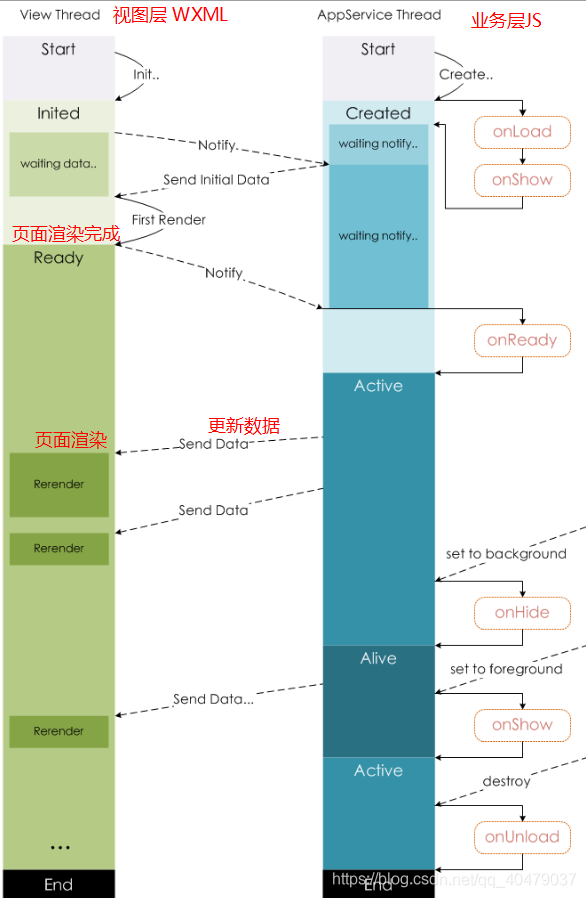 View Thread
视图层 WXML
AppService Thread
业务层JS
Start
Start
Init..
Create..
Inited
Created
onLoad
waiting data..
Notify
waiting notify..
Send Initial Data
onShow
First Render
waiting notify..
页面渲染完成
Ready
Notify
onReady
Active
更新数据
页面渲染
Send Data
Rerender
Send Data
Rerender
set to background
onHide
Alive
set to foreground
Send Data...
onShow
Rerender
Active
destroy
onUnload
...
End
End
https://blog.csdn.net/qq_40479037